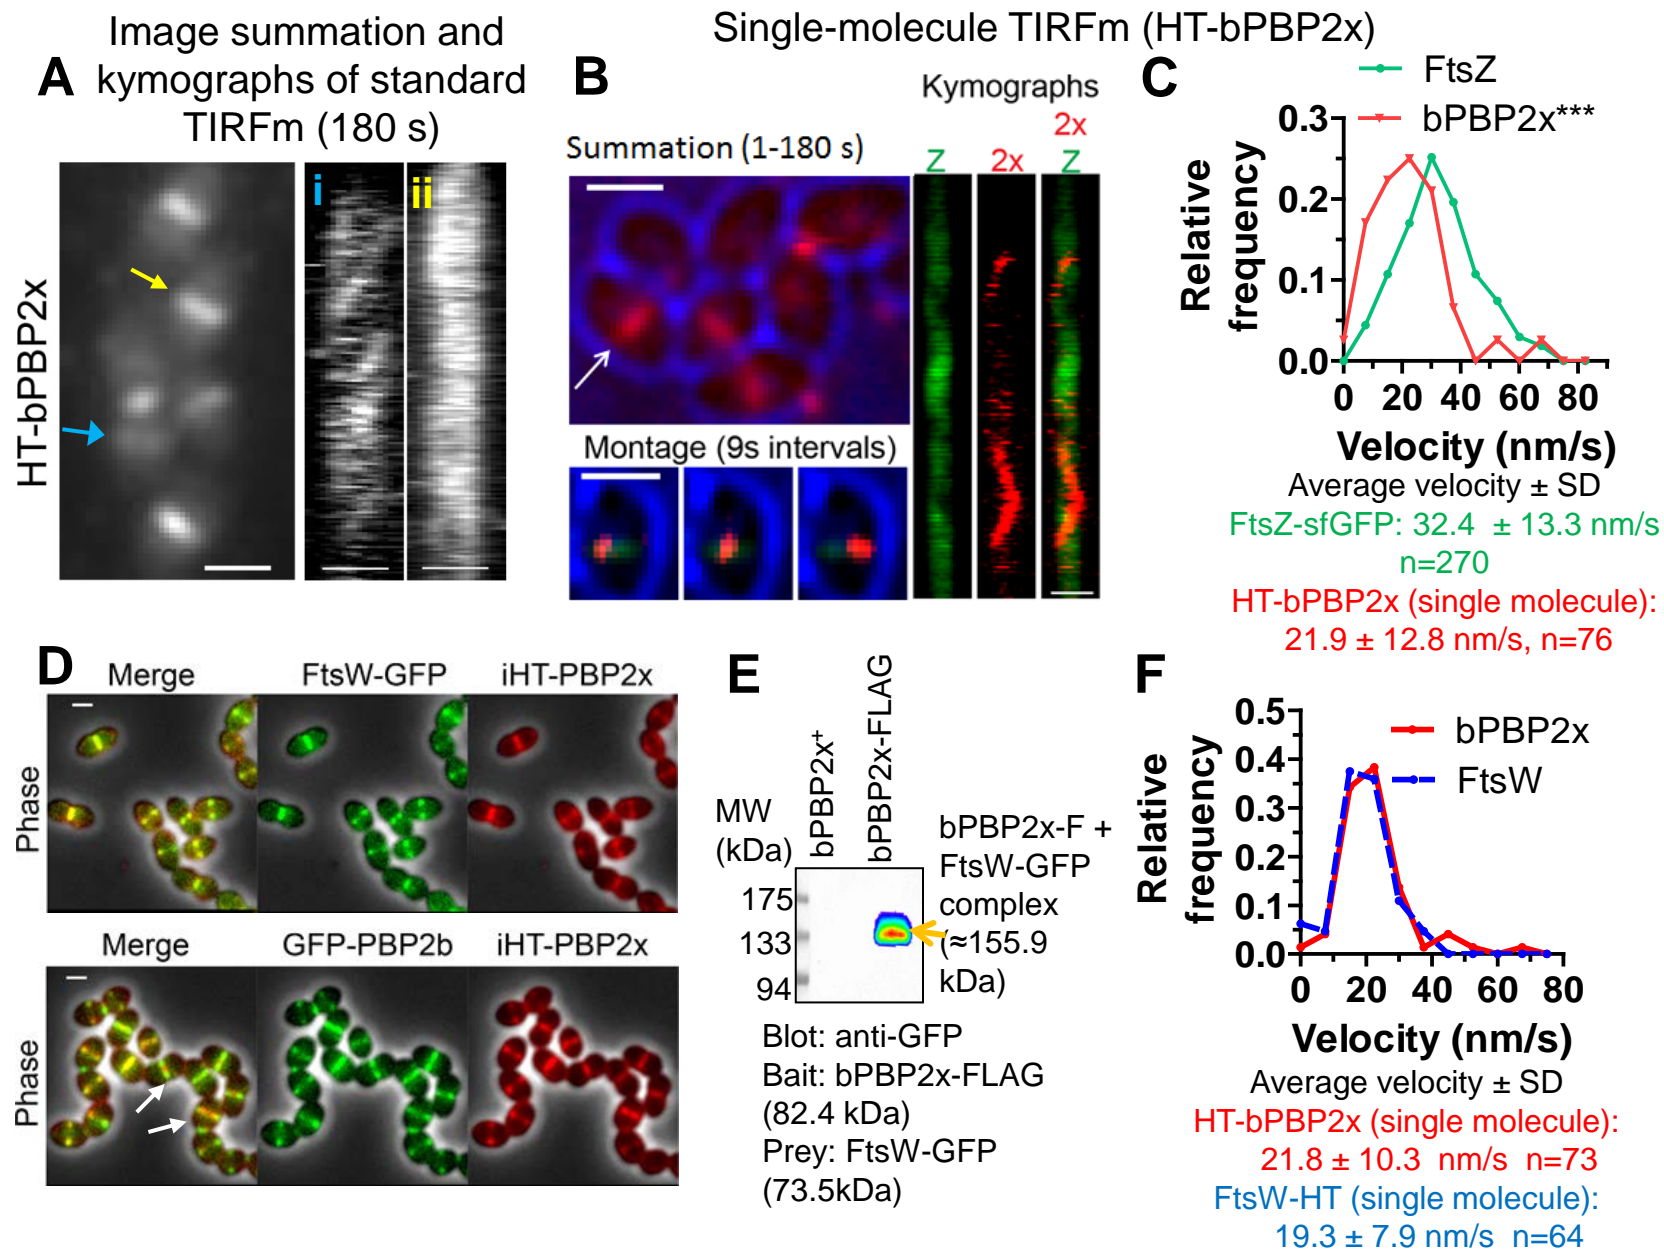 A
Image summation and
kymographs of standard
TIRFm (180 s)
HT-bPBP2x
i
ii
Single-molecule TIRFm (HT-bPBP2x)
B
Kymographs
2x
Summation (1-180 s)
Z
2x
Z
Montage (9s intervals)
C
FtsZ
bPBP2x***
Relative
frequency
0.3
0.2
0.1
0.0
0 20 40 60 80
Velocity (nm/s)
Average velocity ± SD
FtsZ-sfGFP: 32.4 ± 13.3 nm/s
n=270
HT-bPBP2x (single molecule):
21.9 ± 12.8 nm/s, n=76
D
Merge FtsW-GFP iHT-PBP2x
Phase
Merge GFP-PBP2b iHT-PBP2x
Phase
E
MW
(kDa)
bPBP2x+
bPBP2x-FLAG
175
133
94
bPBP2x-F +
FtsW-GFP
complex
(≈155.9
kDa)
Blot: anti-GFP
Bait: bPBP2x-FLAG
(82.4 kDa)
Prey: FtsW-GFP
(73.5kDa)
F
bPBP2x
FtsW
Relative
frequency
0.5
0.4
0.3
0.2
0.1
0.0
0 20 40 60 80
Velocity (nm/s)
Average velocity ± SD
HT-bPBP2x (single molecule):
21.8 ± 10.3 nm/s n=73
FtsW-HT (single molecule):
19.3 ± 7.9 nm/s n=64